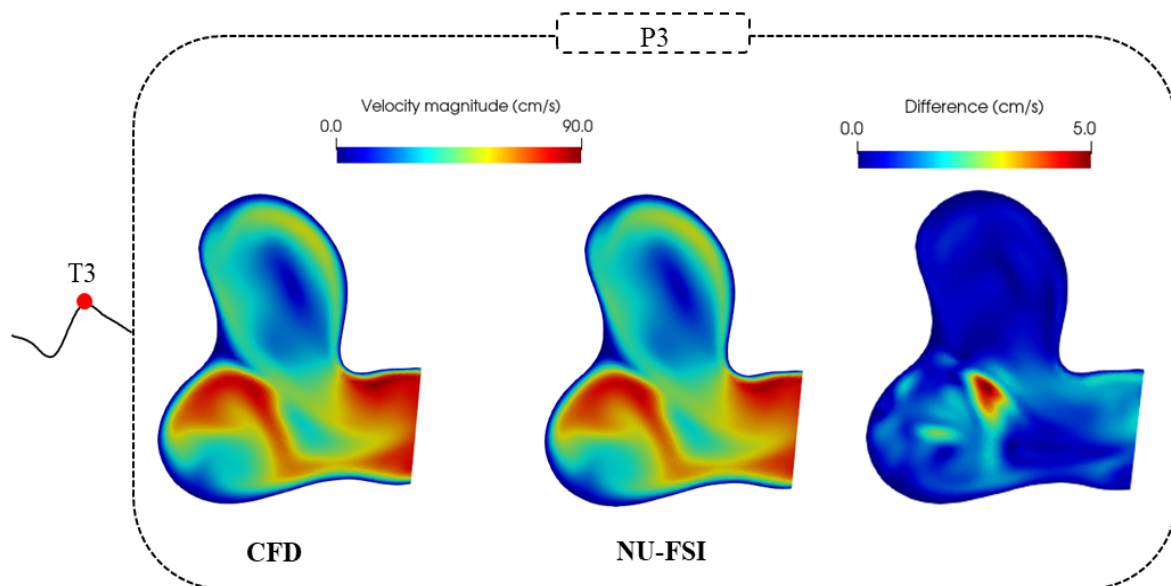 P3
Velocity magnitude (cm/s)
0.0
90.0
Difference (cm/s)
0.0
5.0
T3
CFD
NU-FSI